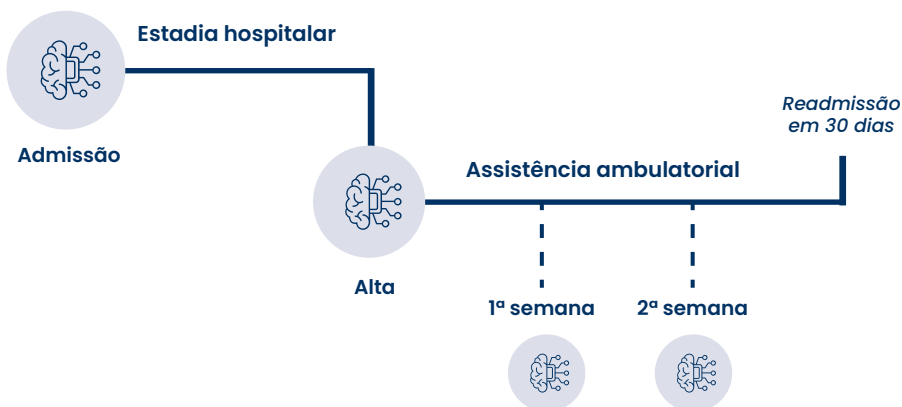 Estadia hospitalar
Admissão
Readmissão
em 30 dias
Assistência ambulatorial
Alta
1ª semana
2ª semana